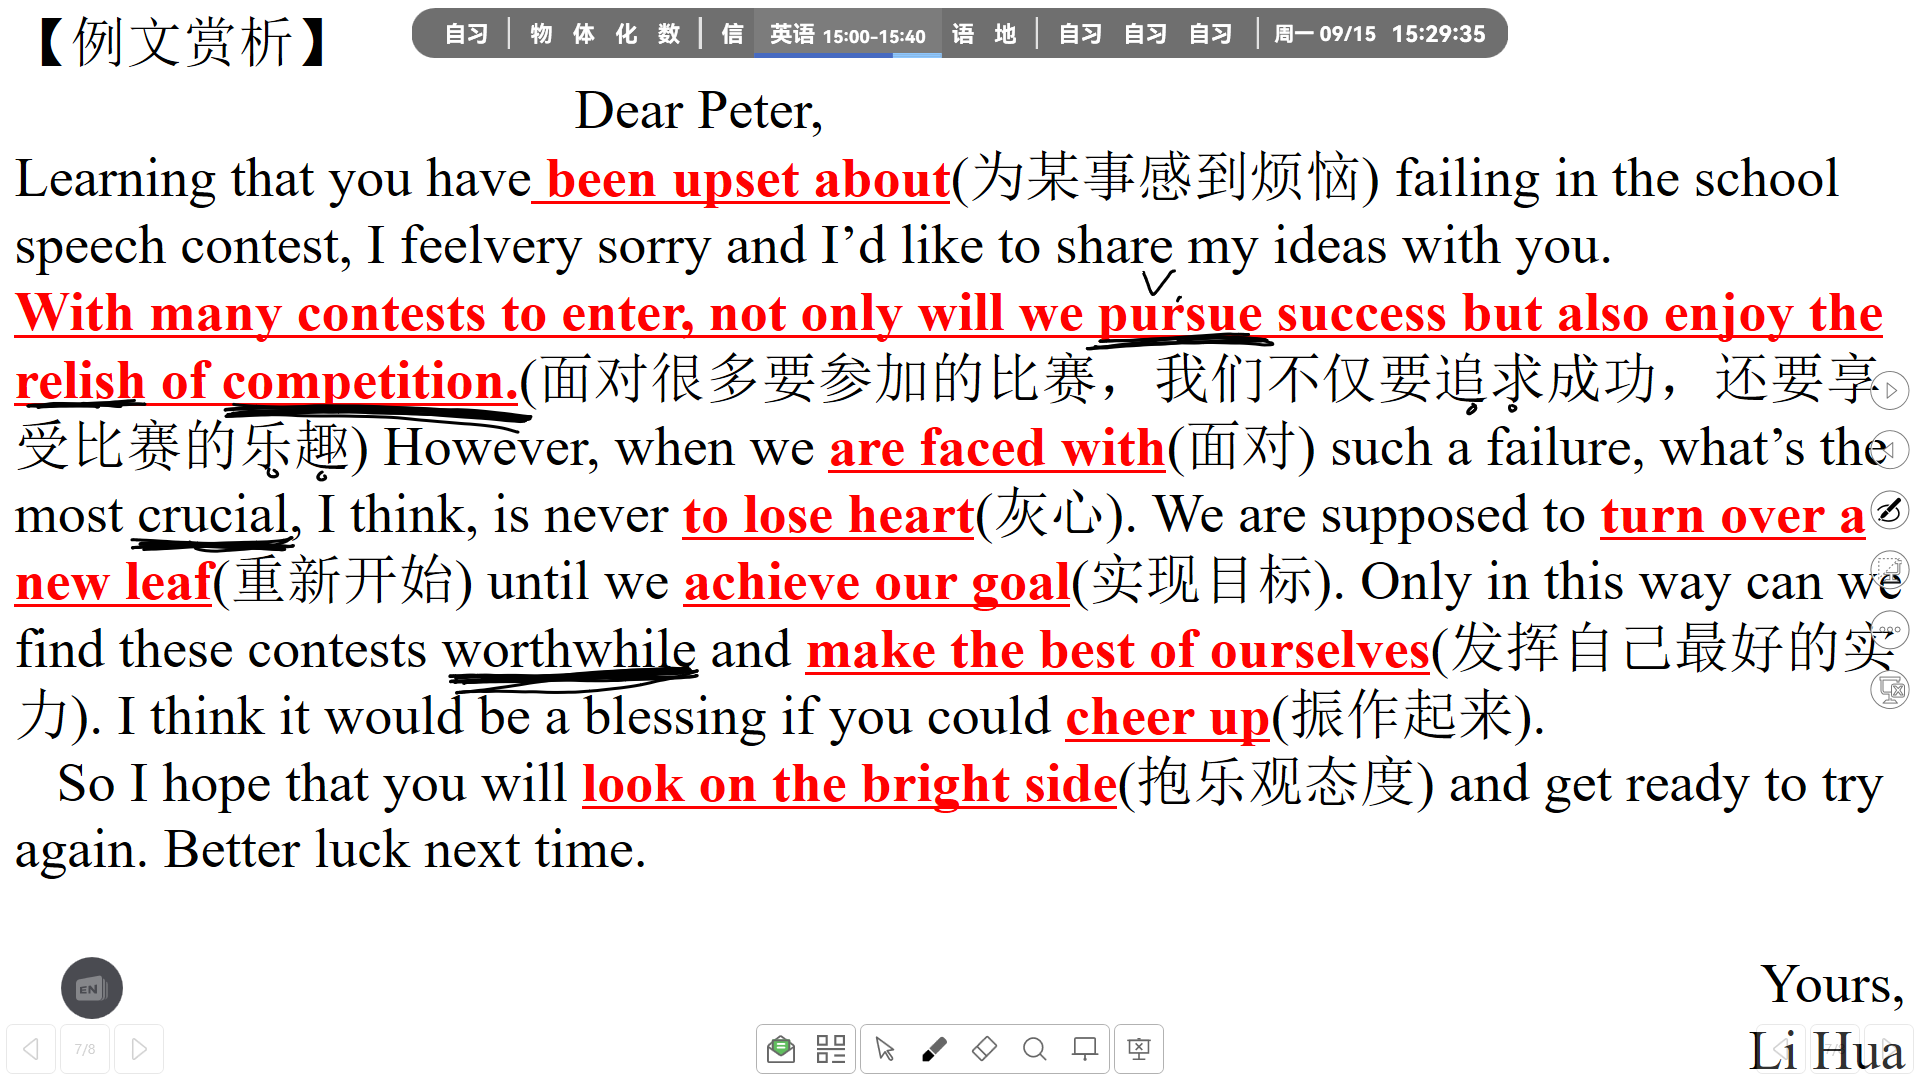 【例文赏析】
自习 | 物 体 化 数 | 信 英语 15:00-15:40 语 地 | 自习 自习 自习 | 周一 09/15 15:29:35
Dear Peter,
Learning that you have been upset about(为某事感到烦恼) failing in the school
speech contest, I feelvery sorry and I’d like to share my ideas with you.
With many contests to enter, not only will we pursue success but also enjoy the
relish of competition.(面对很多要参加的比赛，我们不仅要追求成功，还要享
受比赛的乐趣) However, when we are faced with(面对) such a failure, what’s the
most crucial, I think, is never to lose heart(灰心). We are supposed to turn over a
new leaf(重新开始) until we achieve our goal(实现目标). Only in this way can we
find these contests worthwhile and make the best of ourselves(发挥自己最好的实
力). I think it would be a blessing if you could cheer up(振作起来).
So I hope that you will look on the bright side(抱乐观态度) and get ready to try
again. Better luck next time.
Yours,
Li Hua
EN
7/8